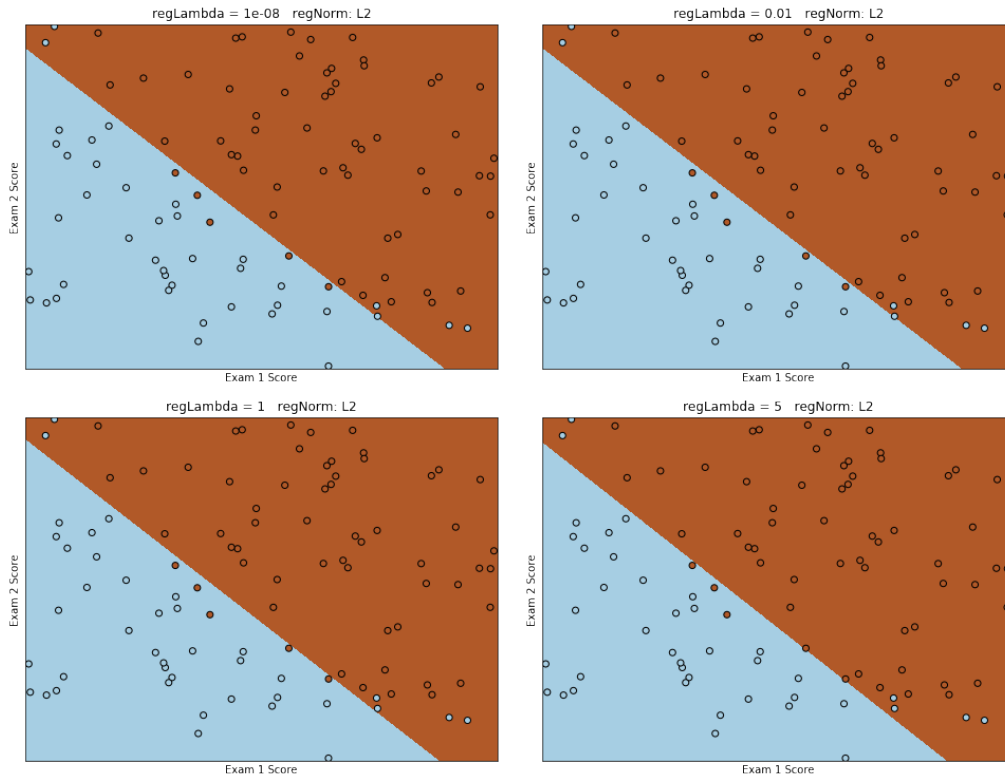 regLambda = 1e-08   regNorm: L2
regLambda = 0.01   regNorm: L2
Exam 2 Score
Exam 2 Score
Exam 1 Score
Exam 1 Score
regLambda = 1   regNorm: L2
regLambda = 5   regNorm: L2
Exam 2 Score
Exam 2 Score
Exam 1 Score
Exam 1 Score